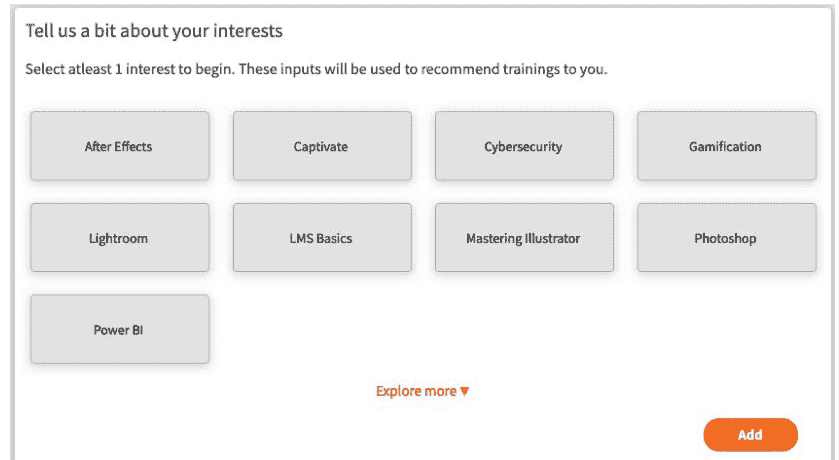 Tell us a bit about your interests
Select atleast 1 interest to begin. These inputs will be used to recommend trainings to you.
After Effects
Captivate
Cybersecurity
Gamification
Lightroom
LMS Basics
Mastering Illustrator
Photoshop
Power BI
Explore more ▼
Add